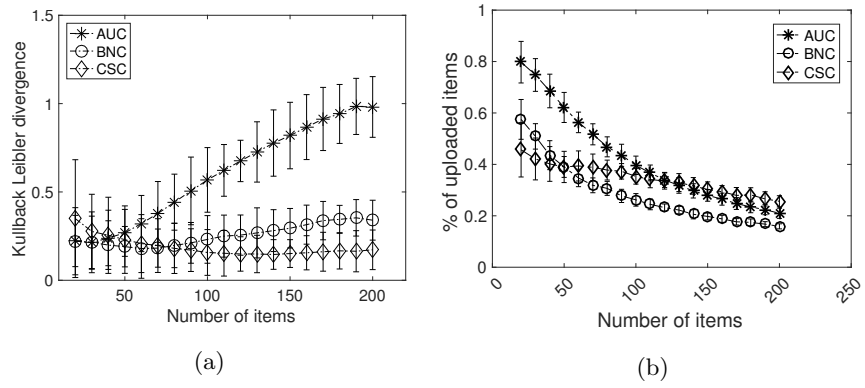 1.5
1
0.5
0
Kullback Leibler divergence
AUC
BNC
CSC
50
100
150
200
Number of items
(a)
1
0.8
0.6
0.4
0.2
0
% of uploaded items
AUC
BNC
CSC
0
50
100
150
200
250
Number of items
(b)